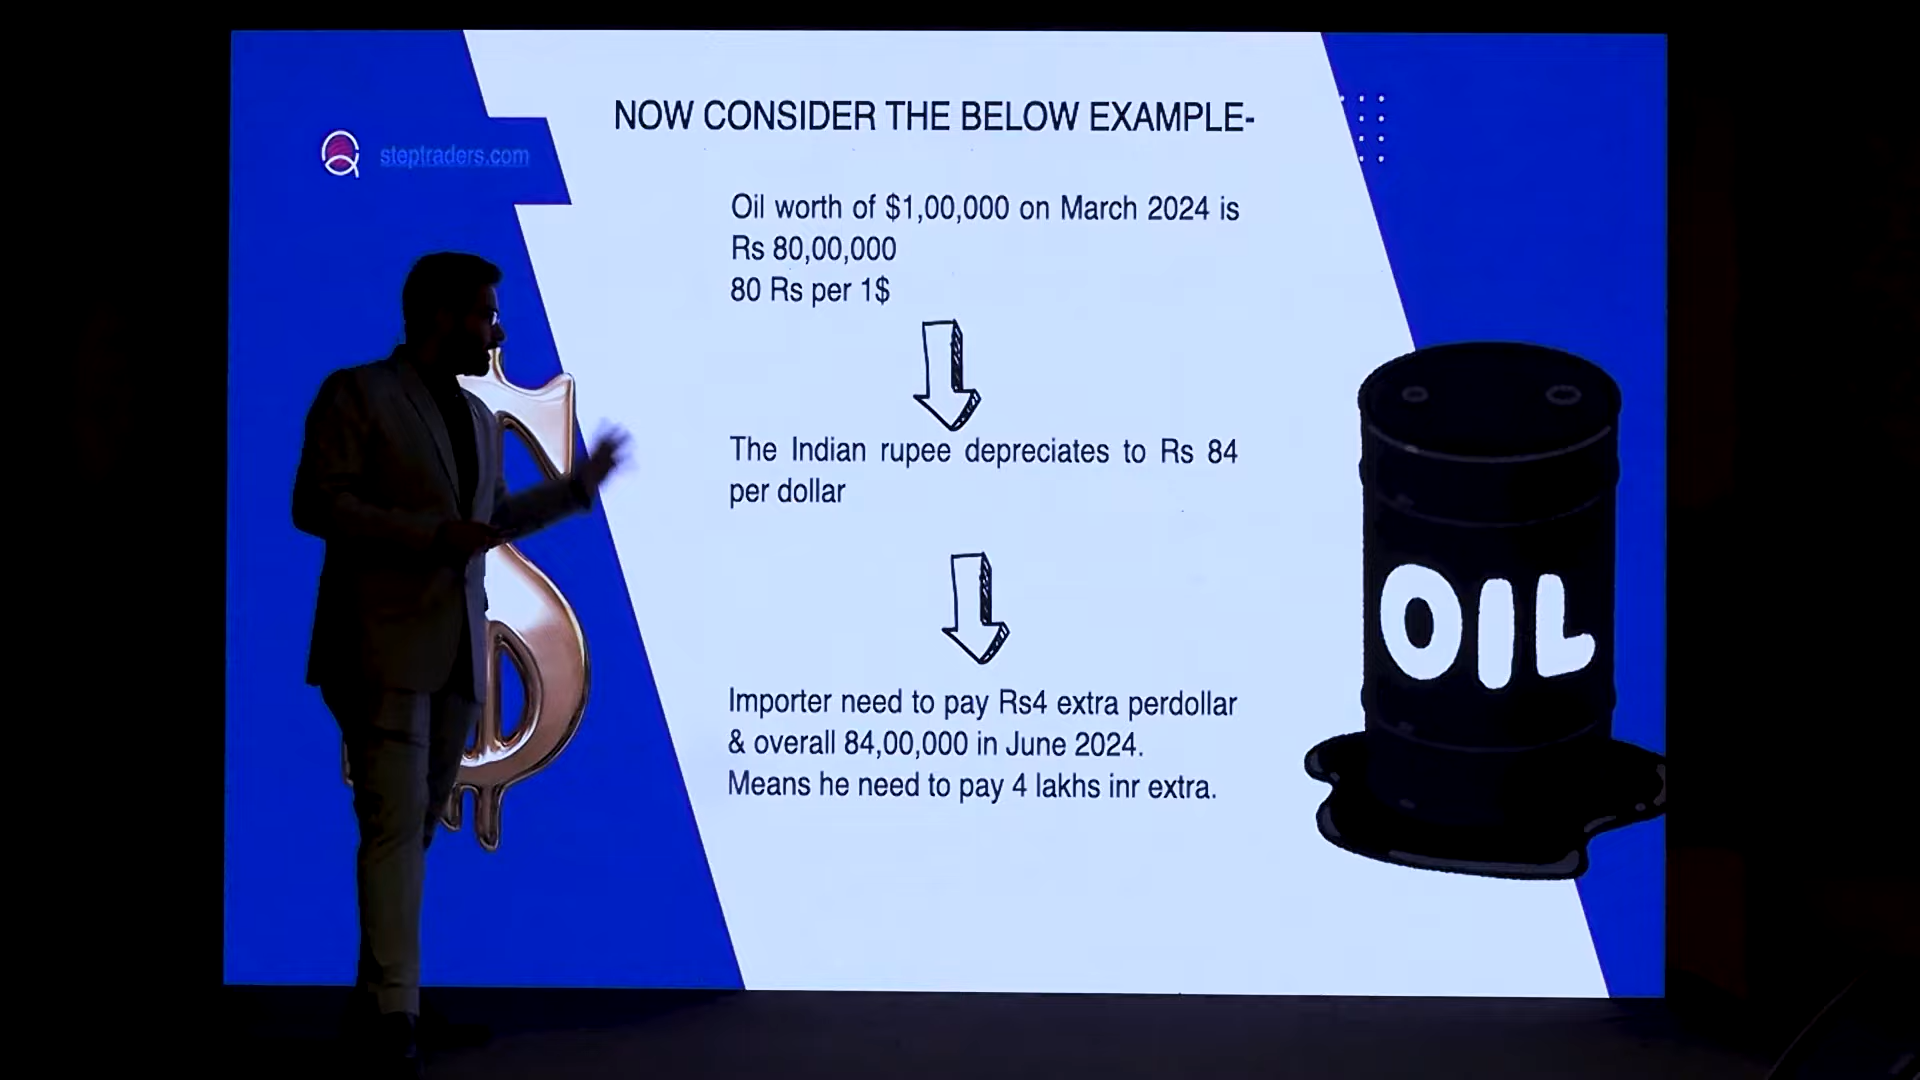 NOW CONSIDER THE BELOW EXAMPLE-
steptraders.com
Oil worth of $1,00,000 on March 2024 is
Rs 80,00,000
80 Rs per 1$
The Indian rupee depreciates to Rs 84
per dollar
Importer need to pay Rs4 extra perdollar
& overall 84,00,000 in June 2024.
Means he need to pay 4 lakhs inr extra.
OIL